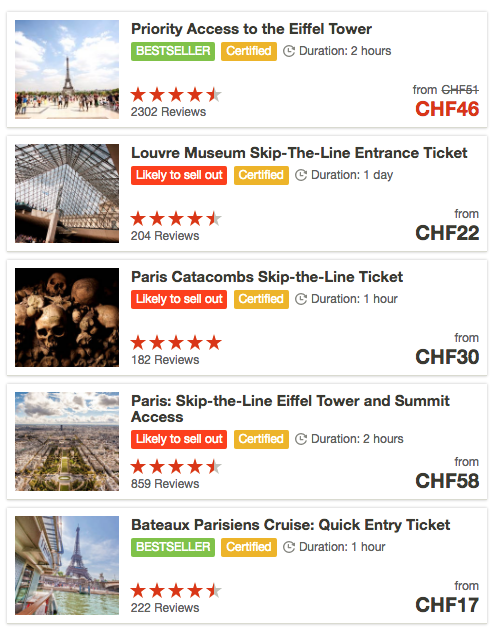 Priority Access to the Eiffel Tower
BESTSELLER Certified Duration: 2 hours
from CHF51
2302 Reviews CHF46
Louvre Museum Skip-The-Line Entrance Ticket
Likely to sell out Certified Duration: 1 day
from
204 Reviews CHF22
Paris Catacombs Skip-the-Line Ticket
Likely to sell out Certified Duration: 1 hour
from
182 Reviews CHF30
Paris: Skip-the-Line Eiffel Tower and Summit
Access
Likely to sell out Certified Duration: 2 hours
from
859 Reviews CHF58
Bateaux Parisiens Cruise: Quick Entry Ticket
BESTSELLER Certified Duration: 1 hour
from
222 Reviews CHF17